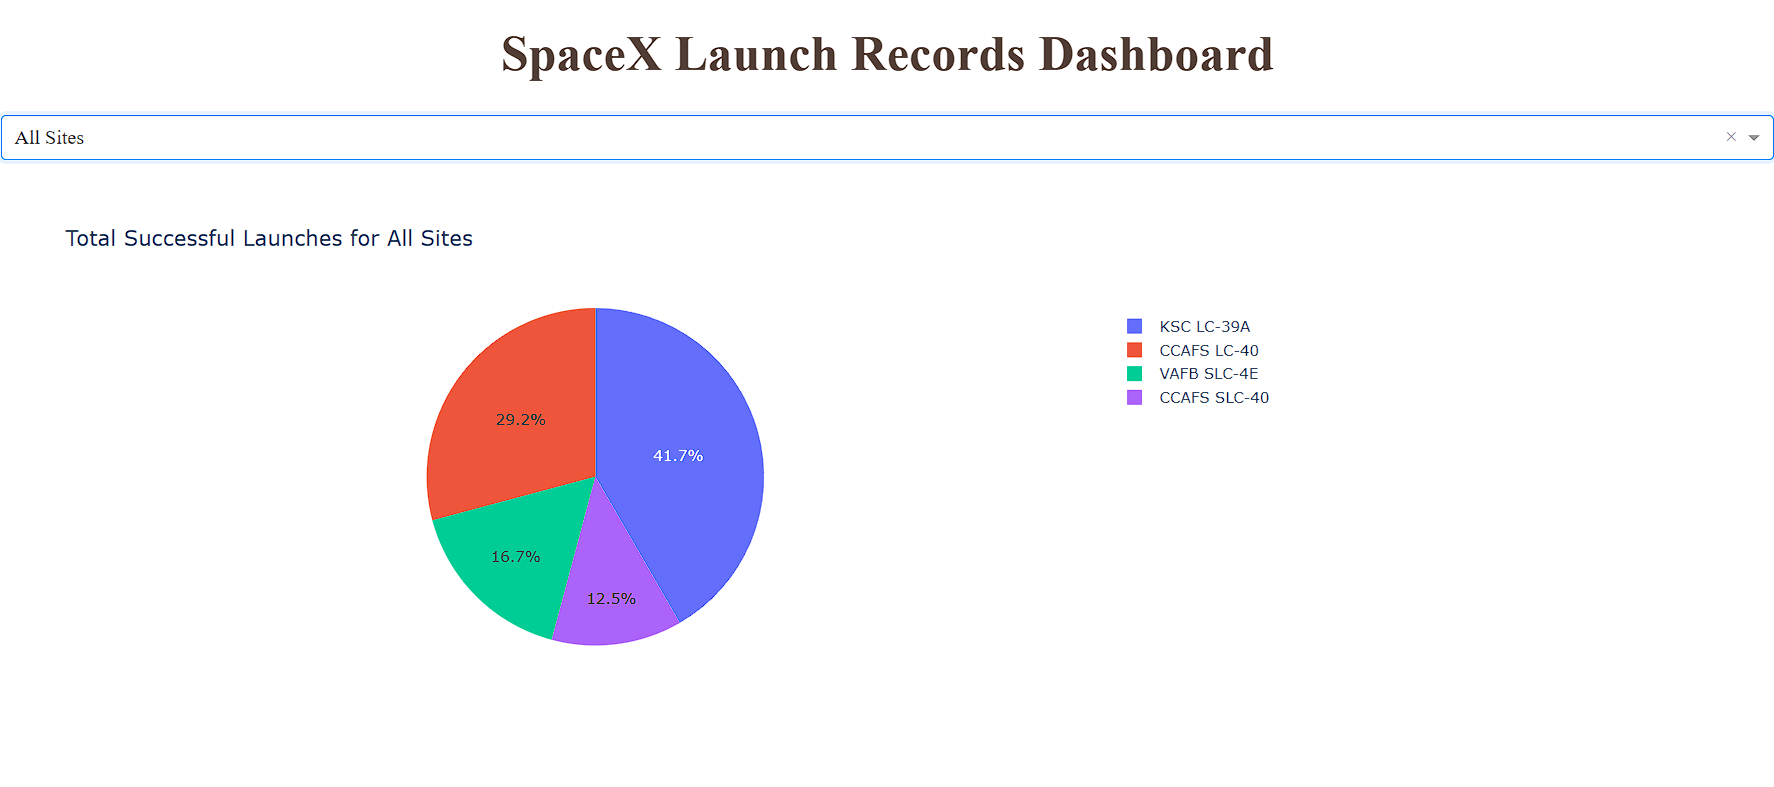 SpaceX Launch Records Dashboard
All Sites
Total Successful Launches for All Sites
KSC LC-39A
CCAFS LC-40
VAFB SLC-4E
CCAFS SLC-40
29.2%
41.7%
16.7%
12.5%